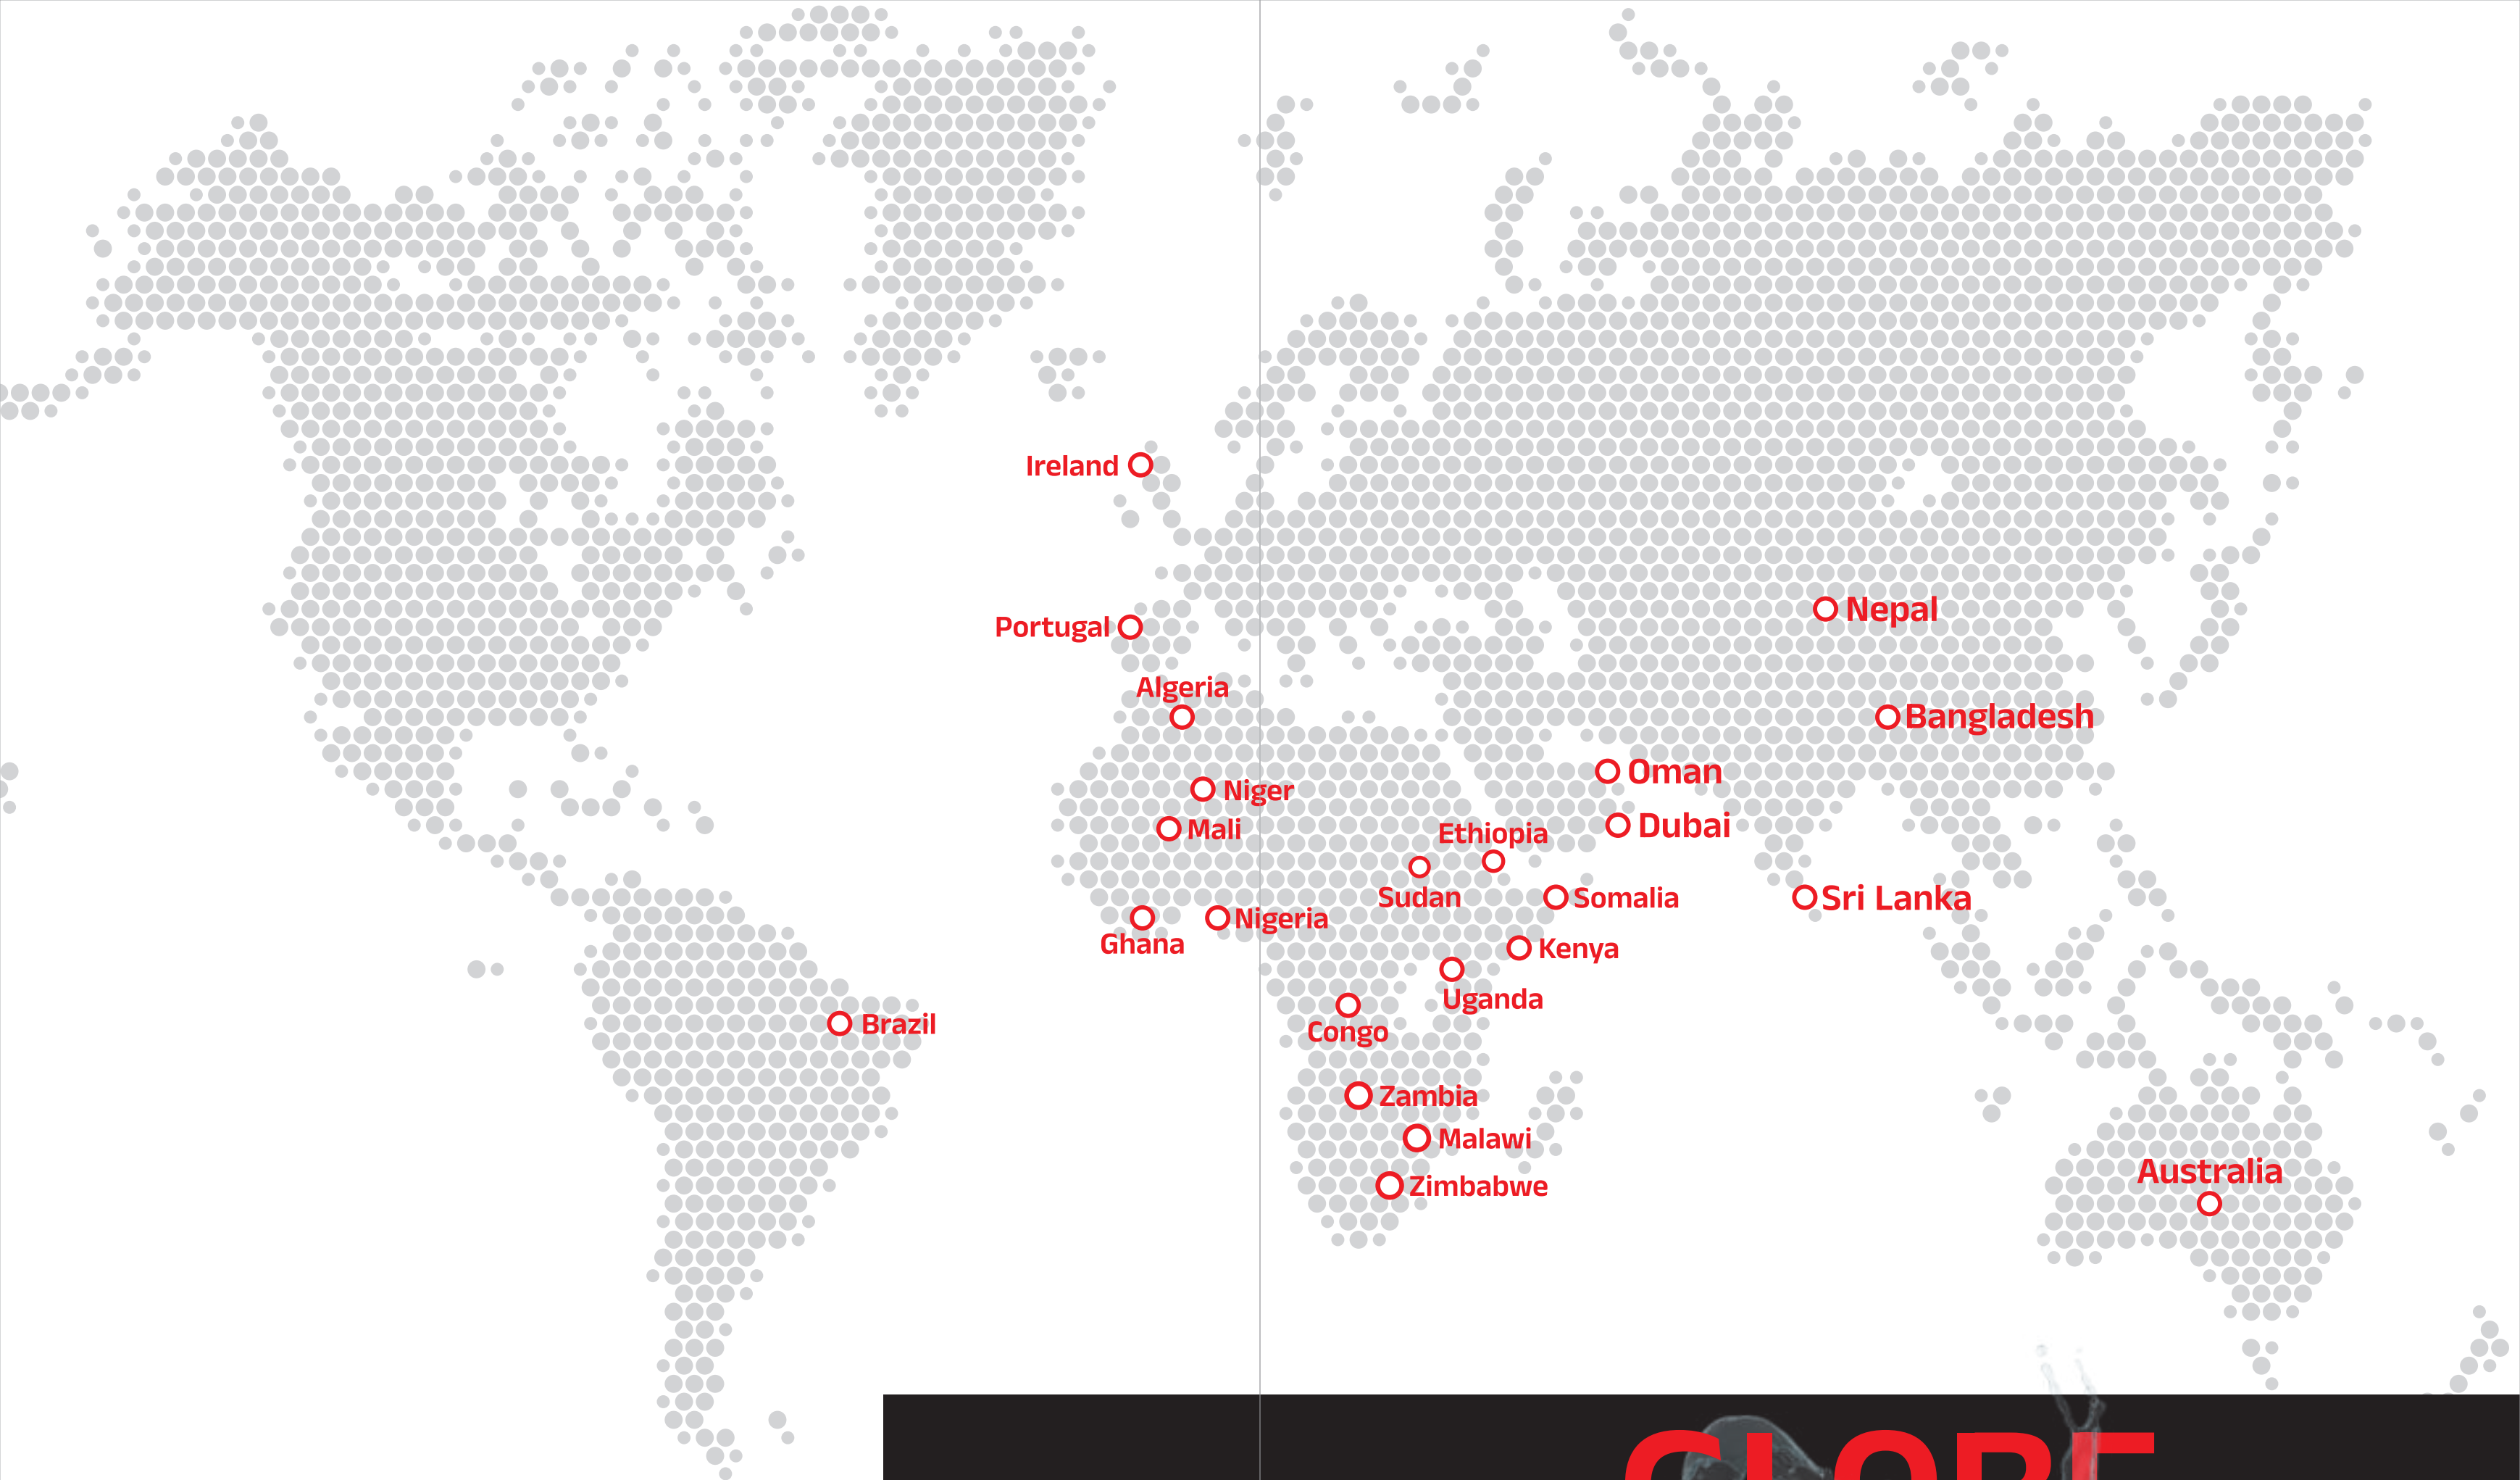 Ireland
Portugal
Nepal
Algeria
Bangladesh
Oman
Niger
Mali
Dubai
Ethiopia
Sudan
Somalia
Sri Lanka
Nigeria
Ghana
Kenya
Uganda
Brazil
Congo
Zambia
Malawi
Australia
Zimbabwe
GLOBE